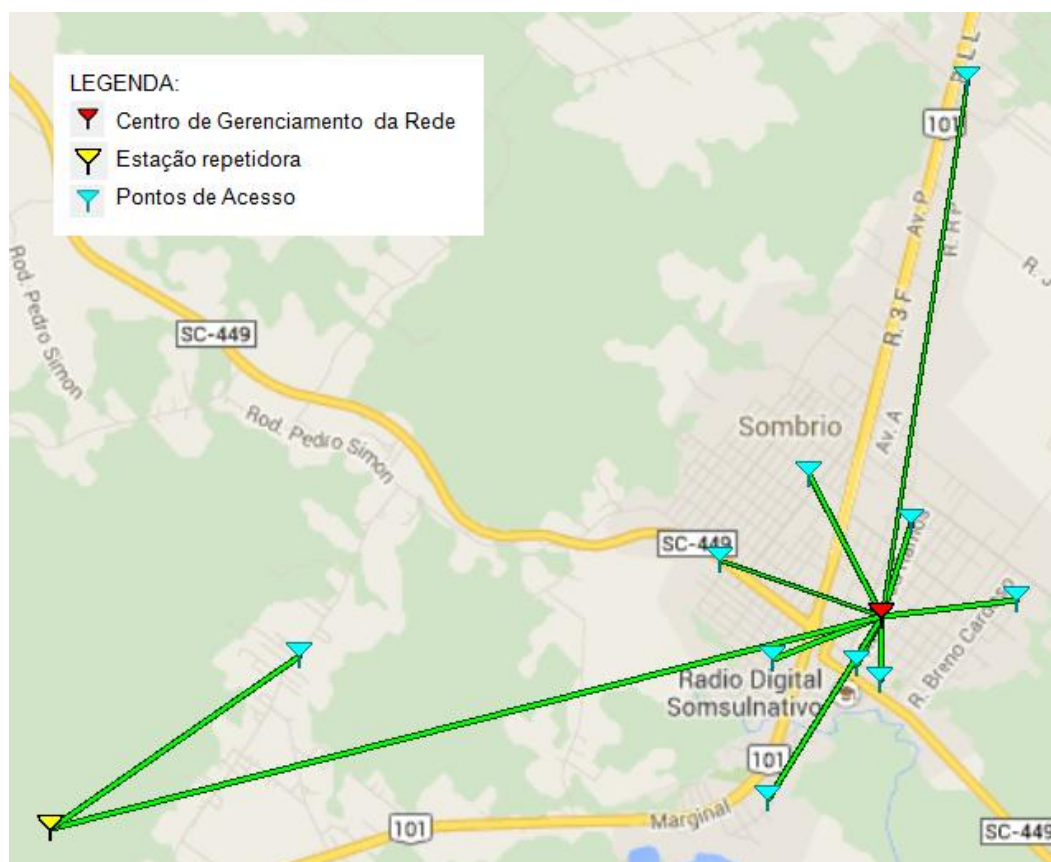 LEGENDA:
Centro de Gerenciamento da Rede
Estação repetidora
Pontos de Acesso
101
Av. P
R. R P
R. 3 F
Av. A
Rod. Pedro Simon
SC-449
Rod. Pedro Simon
Sombrio
SC-449
R. Breno Cardoso
Radio Digital
Somsulnativo
101
Marginal
101
SC-449